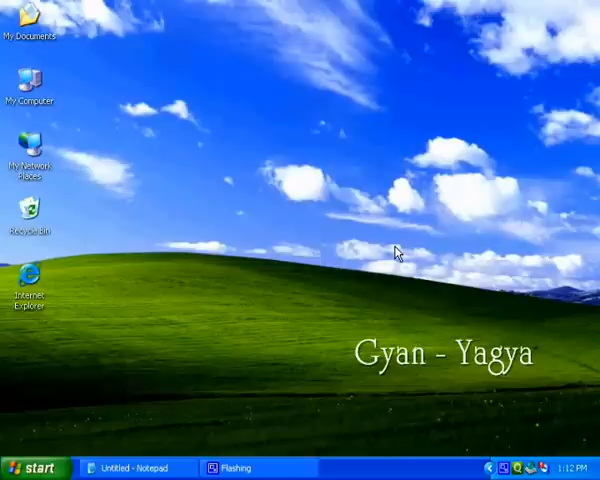 My Documents
My Computer
My Network
Places
Recycle Bin
Internet
Explorer
Gyan - Yagya
start
Untitled - Notepad
Flashing
1:12 PM